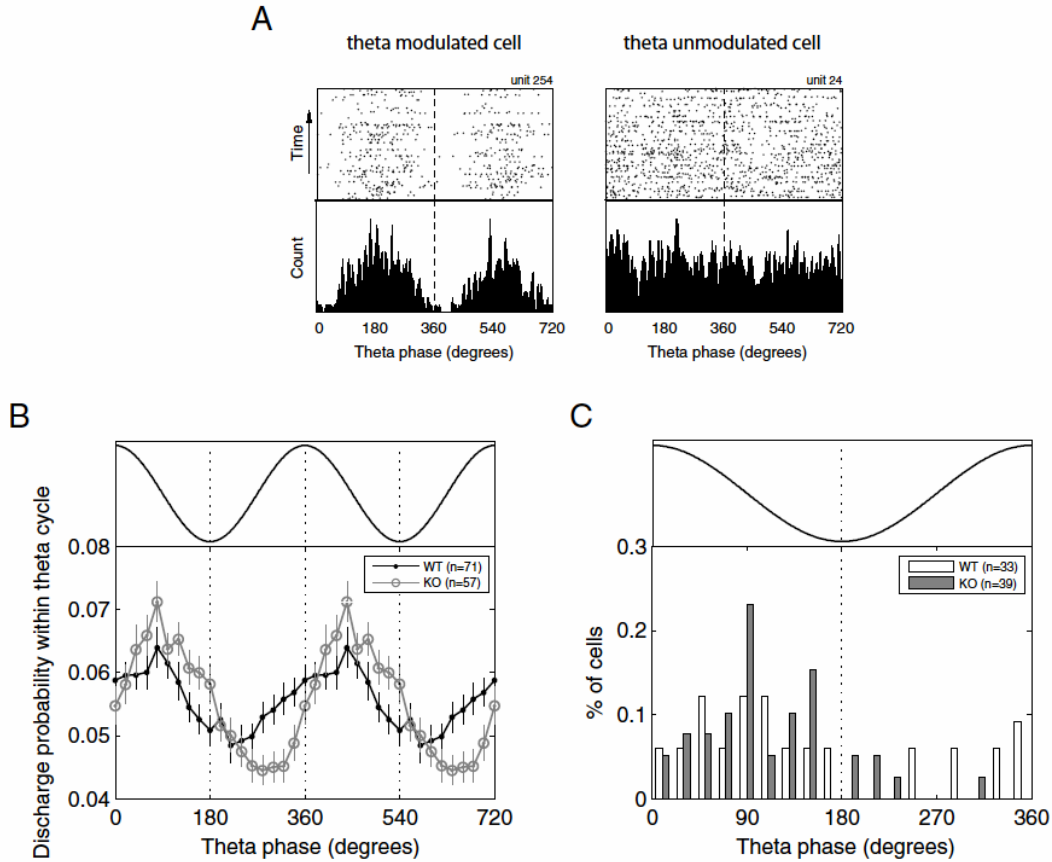 A
theta modulated cell
theta unmodulated cell
unit 254
unit 24
Time
Count
0 180 360 540 720
0 180 360 540 720
Theta phase (degrees)
Theta phase (degrees)
B
Discharge probability within theta cycle
0.08
0.07
0.06
0.05
0.04
WT (n=71)
KO (n=57)
0 180 360 540 720
Theta phase (degrees)
C
% of cells
0.3
0.2
0.1
0
WT (n=33)
KO (n=39)
0 90 180 270 360
Theta phase (degrees)